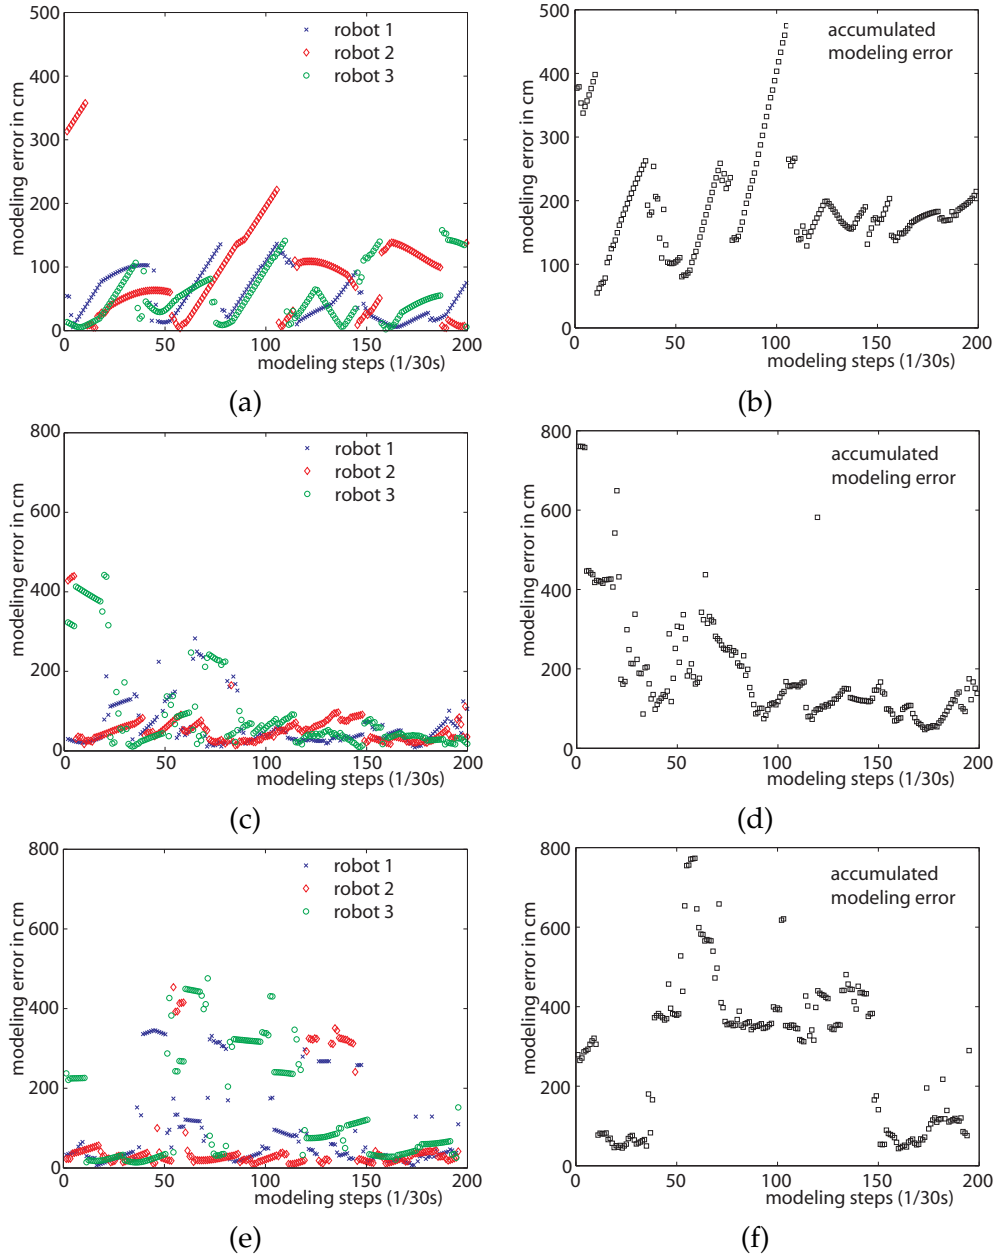 500
400
300
200
100
0
modeling error in cm
robot 1
robot 2
robot 3
0 50 100 150 200
modeling steps (1/30s)
(a)
500
400
300
200
100
0
modeling error in cm
accumulated
modeling error
0 50 100 150 200
modeling steps (1/30s)
(b)
800
600
400
200
0
modeling error in cm
robot 1
robot 2
robot 3
0 50 100 150 200
modeling steps (1/30s)
(c)
800
600
400
200
0
modeling error in cm
accumulated
modeling error
0 50 100 150 200
modeling steps (1/30s)
(d)
800
600
400
200
0
modeling error in cm
robot 1
robot 2
robot 3
0 50 100 150 200
modeling steps (1/30s)
(e)
800
600
400
200
0
modeling error in cm
accumulated
modeling error
0 50 100 150 200
modeling steps (1/30s)
(f)